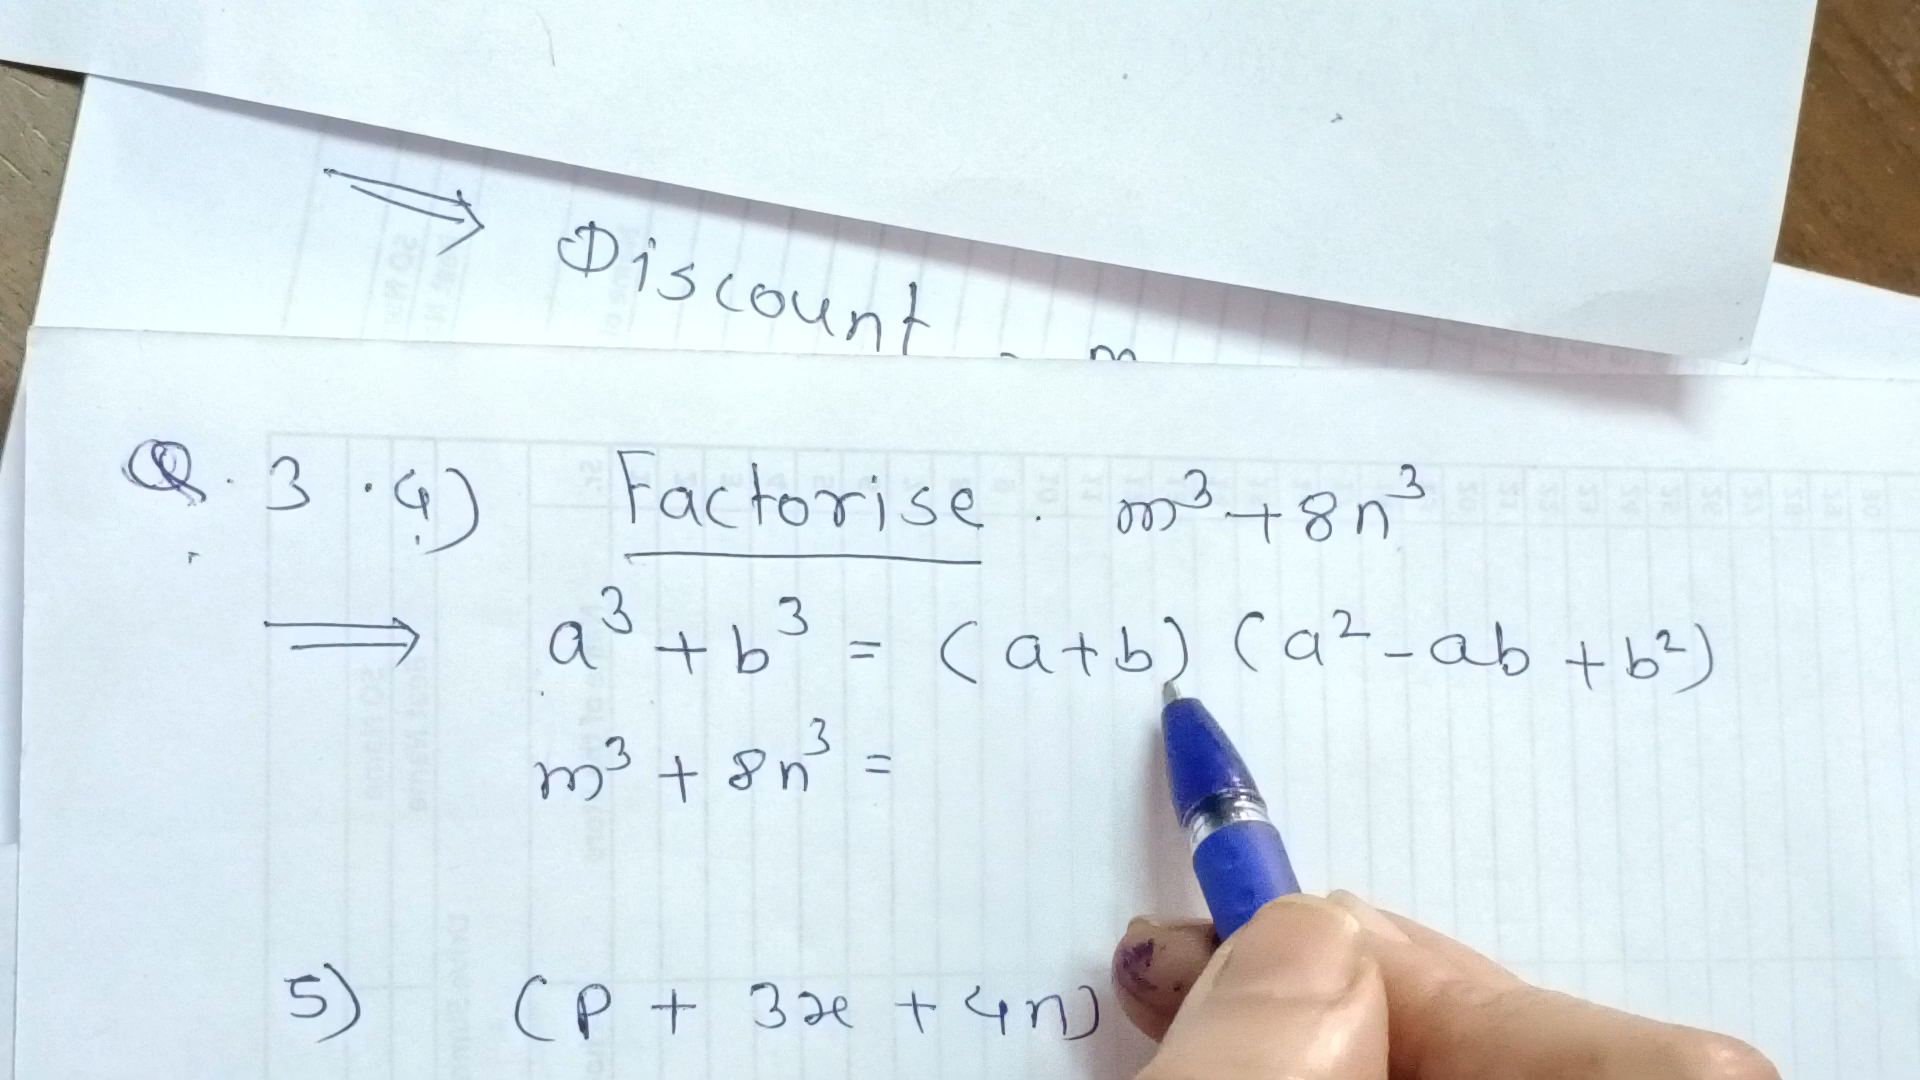 ⇒ Discount
Q. 3 . 4) Factorise . m³ + 8n³
⇒ a³ + b³ = (a+b) (a² - ab + b²)
m³ + 8n³ =
5) (p + 3x + 4n)